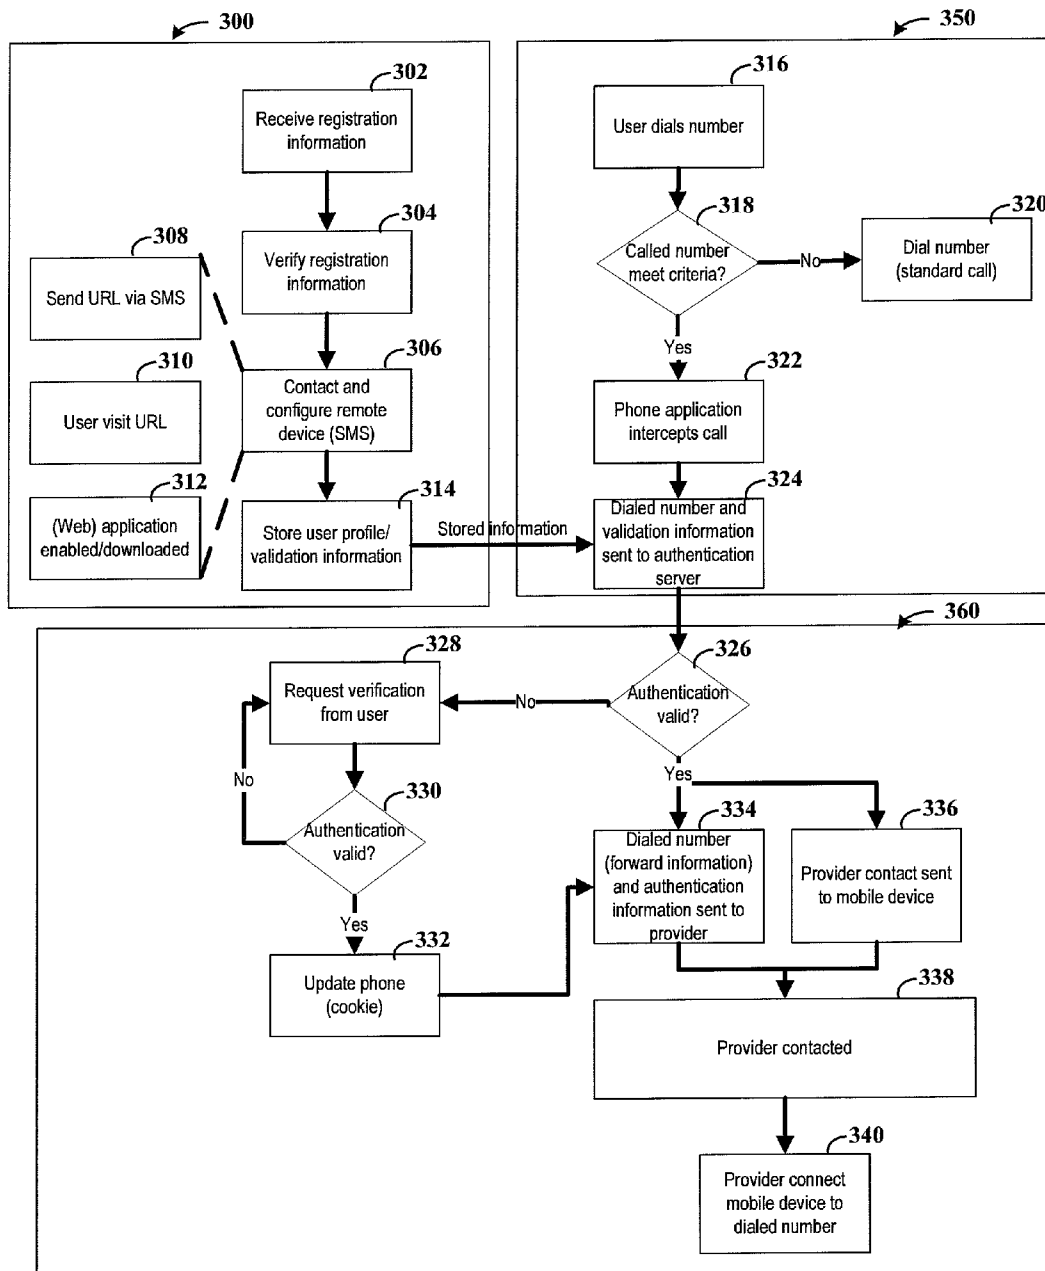 300
350
302
Receive registration
information
304
Verify registration
information
308
Send URL via SMS
306
Contact and
configure remote
device (SMS)
310
User visit URL
312
(Web) application
enabled/downloaded
314
Store user profile/
validation information
Stored information
316
User dials number
318
Called number
meet criteria?
No
320
Dial number
(standard call)
Yes
322
Phone application
intercepts call
324
Dialed number and
validation information
sent to authentication
server
360
326
Authentication
valid?
No
328
Request verification
from user
No
330
Authentication
valid?
Yes
332
Update phone
(cookie)
Yes
334
Dialed number
(forward information)
and authentication
information sent to
provider
336
Provider contact sent
to mobile device
338
Provider contacted
340
Provider connect
mobile device to
dialed number